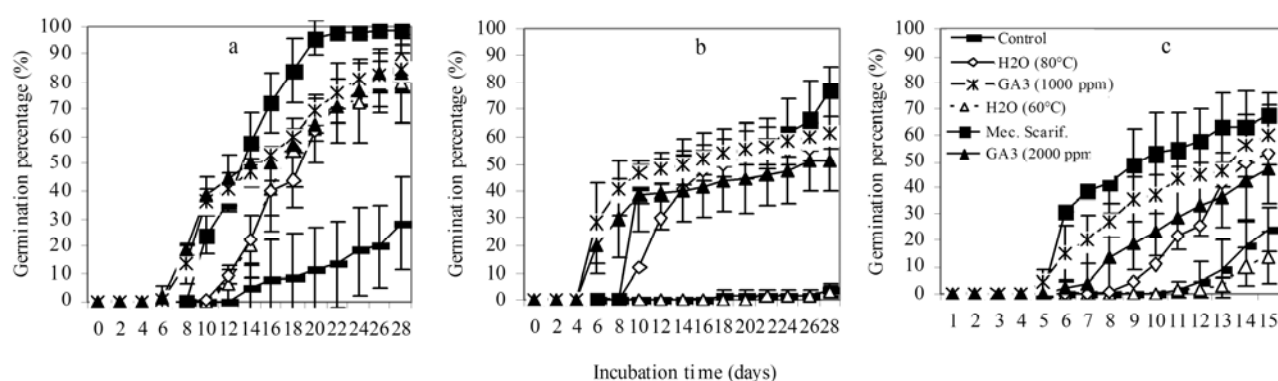 Germination percentage (%)
100
90
80
70
60
50
40
30
20
10
0
a
0 2 4 6 8 10 12 14 16 18 20 22 24 26 28
Germination percentage (%)
100
90
80
70
60
50
40
30
20
10
0
b
0 2 4 6 8 10 12 14 16 18 20 22 24 26 28
Germination percentage (%)
100
90
80
70
60
50
40
30
20
10
0
c
Control
H2O (80°C)
GA3 (1000 ppm)
H2O (60°C)
Mec. Scarif.
GA3 (2000 ppm
1 2 3 4 5 6 7 8 9 10 11 12 13 14 15
Incubation time (days)